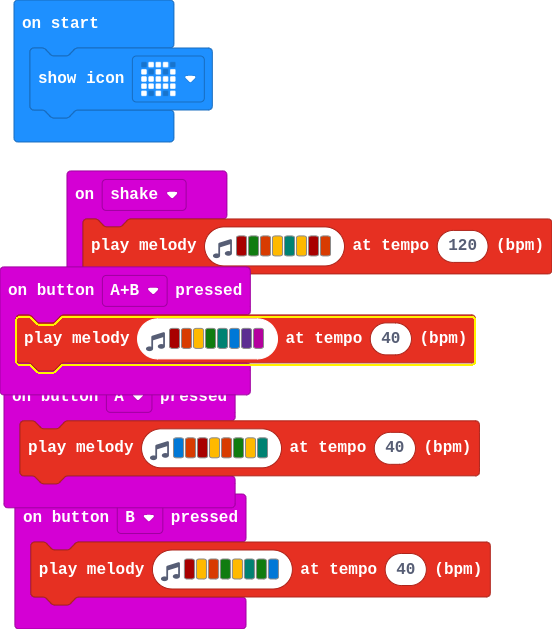 on start
show icon
on shake
play melody at tempo 120 (bpm)
on button A+B pressed
play melody at tempo 40 (bpm)
on button A pressed
play melody at tempo 40 (bpm)
on button B pressed
play melody at tempo 40 (bpm)